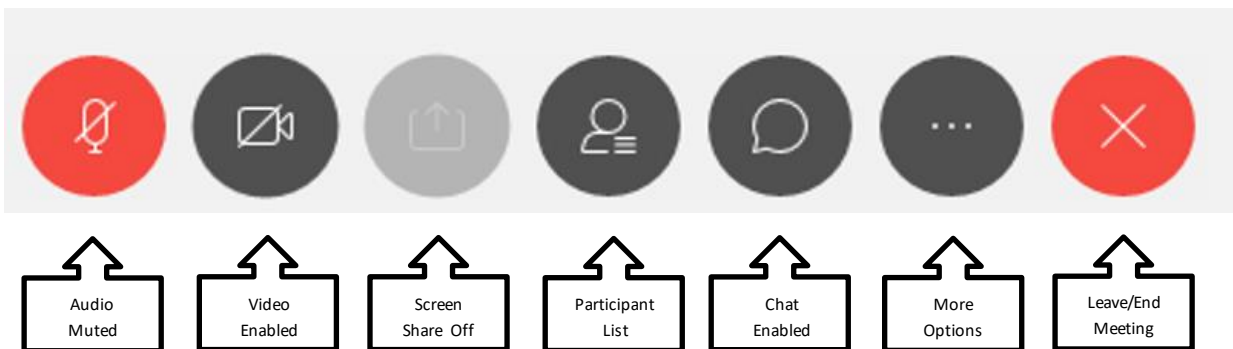 Audio
Muted
Video
Enabled
Screen
Share Off
Participant
List
Chat
Enabled
More
Options
Leave/End
Meeting